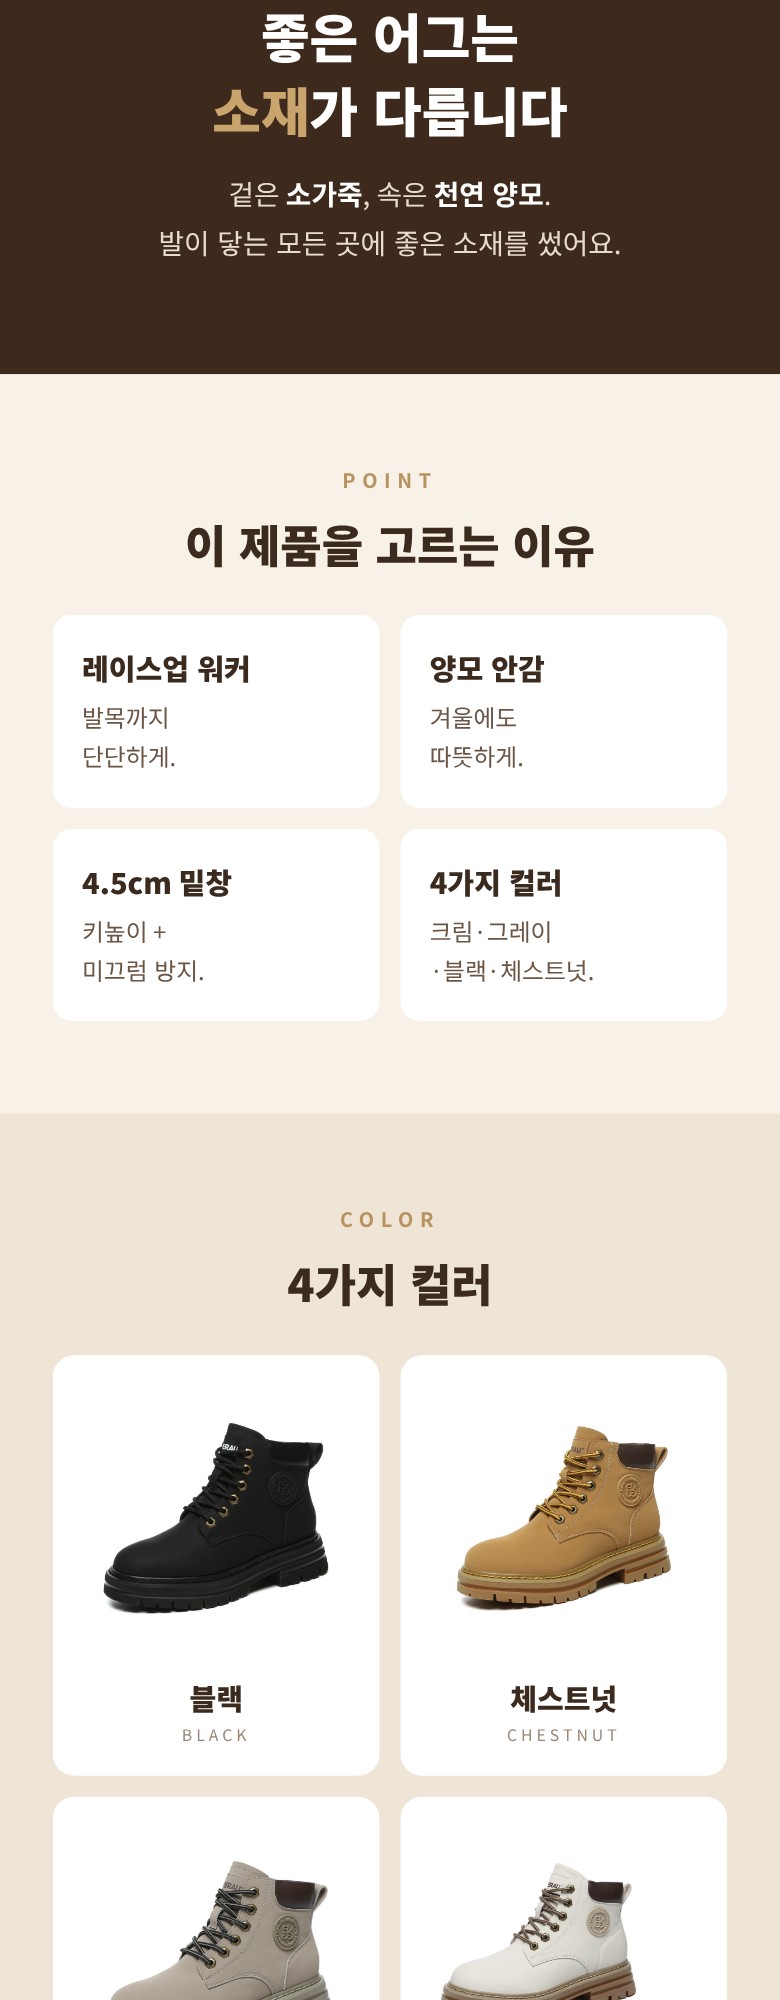 좋은 어그는
소재가 다릅니다
겉은 소가죽, 속은 천연 양모.
발이 닿는 모든 곳에 좋은 소재를 썼어요.
POINT
이 제품을 고르는 이유
레이스업 워커
발목까지
단단하게.
양모 안감
겨울에도
따뜻하게.
4.5cm 밑창
키높이 +
미끄럼 방지.
4가지 컬러
크림·그레이
·블랙·체스트넛.
COLOR
4가지 컬러
블랙
BLACK
체스트넛
CHESTNUT